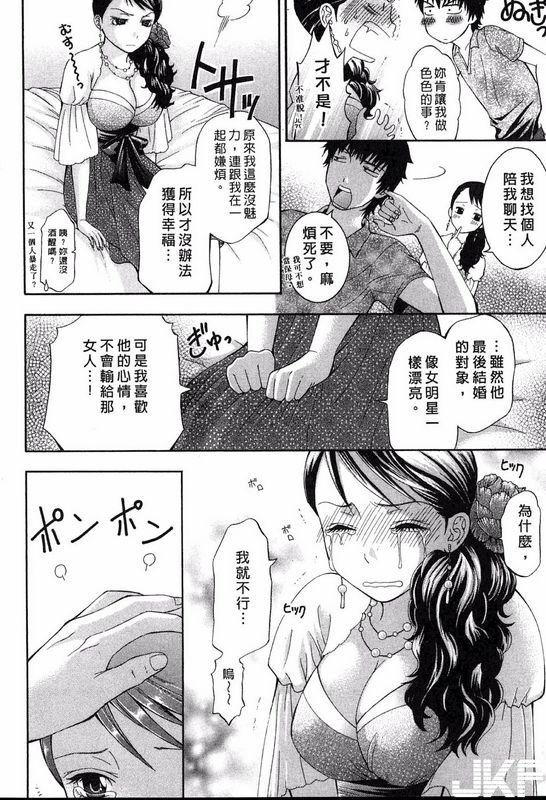 ぬぎっ
妳肯讓我做
色色的事？
才不是！
不准脫！
我想找個人
陪我聊天…
不要，麻
煩死了。
我可不想
當保母。
むすぅ～
トサッ
原來我這麼沒魅
力，連跟我在一
起都嫌煩。
所以才沒辦法
獲得幸福…
咦？妳還沒
酒醒嗎？
又一個人暴走了？
…雖然他
最後結婚
的對象，
像女明星一
樣漂亮。
ぎゅっ
可是我喜歡
他的心情，
不會輸給那
女人…！
ヒック
為什麼，
ポロ
ポロ
我就不行…
ヒック
嗚～
ポン
ポン
JKF